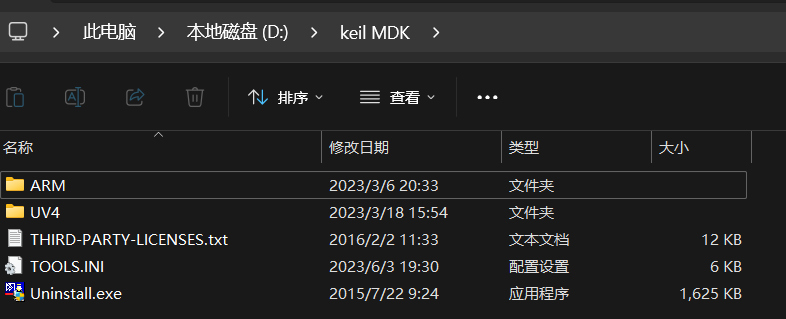 此电脑 > 本地磁盘 (D:) > keil MDK >
排序 查看
名称 修改日期 类型 大小
ARM 2023/3/6 20:33 文件夹
UV4 2023/3/18 15:54 文件夹
THIRD-PARTY-LICENSES.txt 2016/2/2 11:33 文本文档 12 KB
TOOLS.INI 2023/6/3 19:30 配置设置 6 KB
Uninstall.exe 2015/7/22 9:24 应用程序 1,625 KB